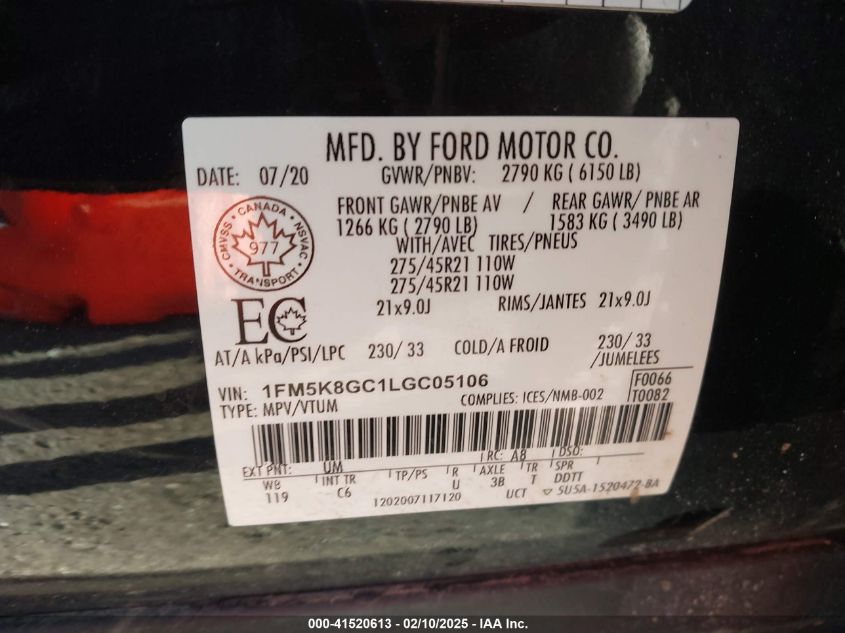 MFD. BY FORD MOTOR CO.
DATE: 07/20 GVWR/PNBV: 2790 KG ( 6150 LB)
FRONT GAWR/PNBE AV / REAR GAWR/ PNBE AR
1266 KG ( 2790 LB) 1583 KG ( 3490 LB)
WITH/AVEC TIRES/PNEUS
275/45R21 110W
275/45R21 110W
21x9.0J RIMS/JANTES 21x9.0J
CANADA
CMVSS NSVAC
977
TRANSPORT
EC
AT/A kPa/PSI/LPC 230/ 33 COLD/A FROID 230/ 33
/JUMELEES
VIN: 1FM5K8GC1LGC05106
F0066
TYPE: MPV/VTUM COMPLIES: ICES/NMB-002 T0082
EXT PNT: UM RC: A8 DSO:
WB INT TR TP/PS R AXLE TR SPR
119 C6 U 3B T DDTT
1202007117120 UCT ▽ 5U5A-1520472-BA
000-41520613 - 02/10/2025 - IAA Inc.